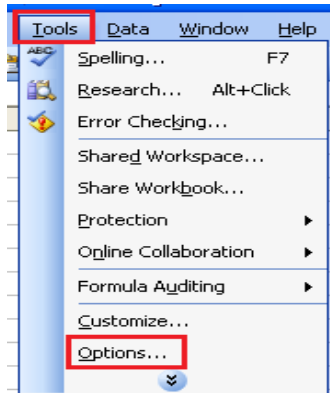 Tools Data Window Help
ABC Spelling... F7
Research... Alt+Click
Error Checking...
Shared Workspace...
Share Workbook...
Protection
Online Collaboration
Formula Auditing
Customize...
Options...